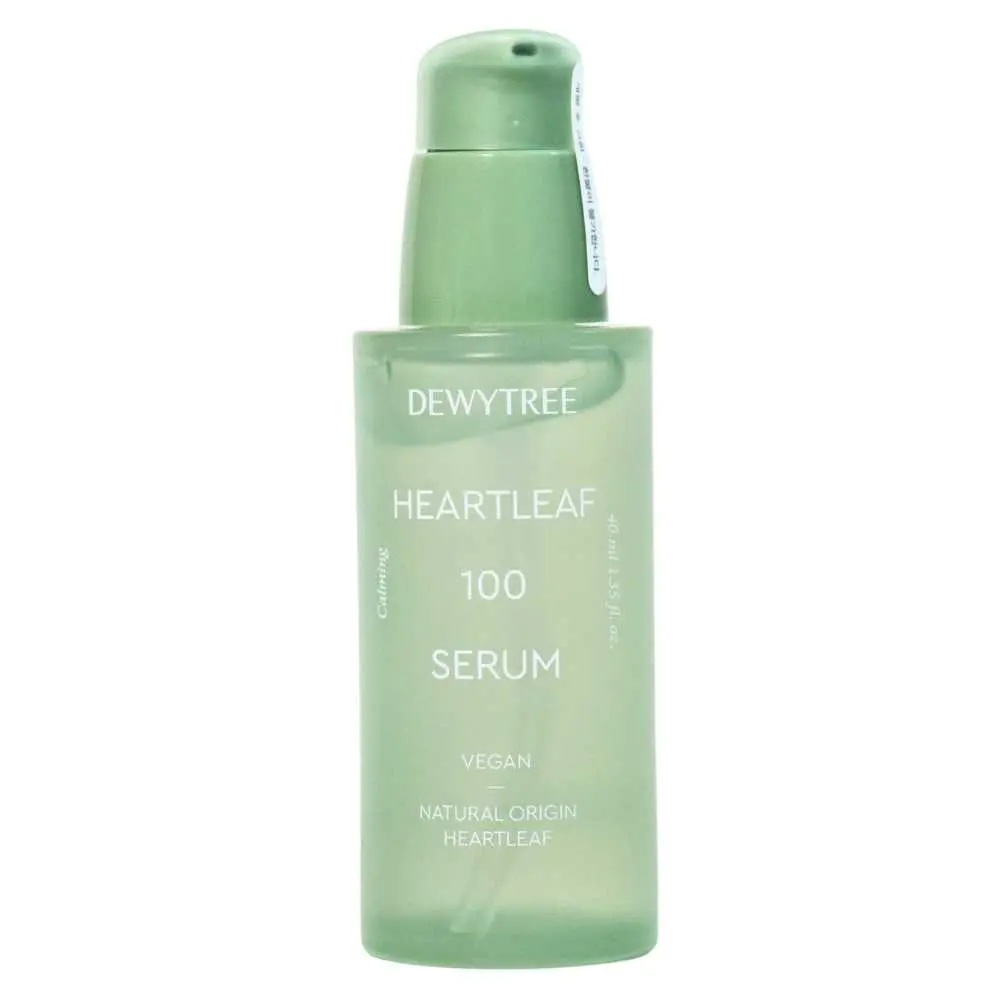 DEWYTREE
HEARTLEAF
100
SERUM
Calming
40 ml 1.35 fl. oz.
VEGAN
NATURAL ORIGIN
HEARTLEAF